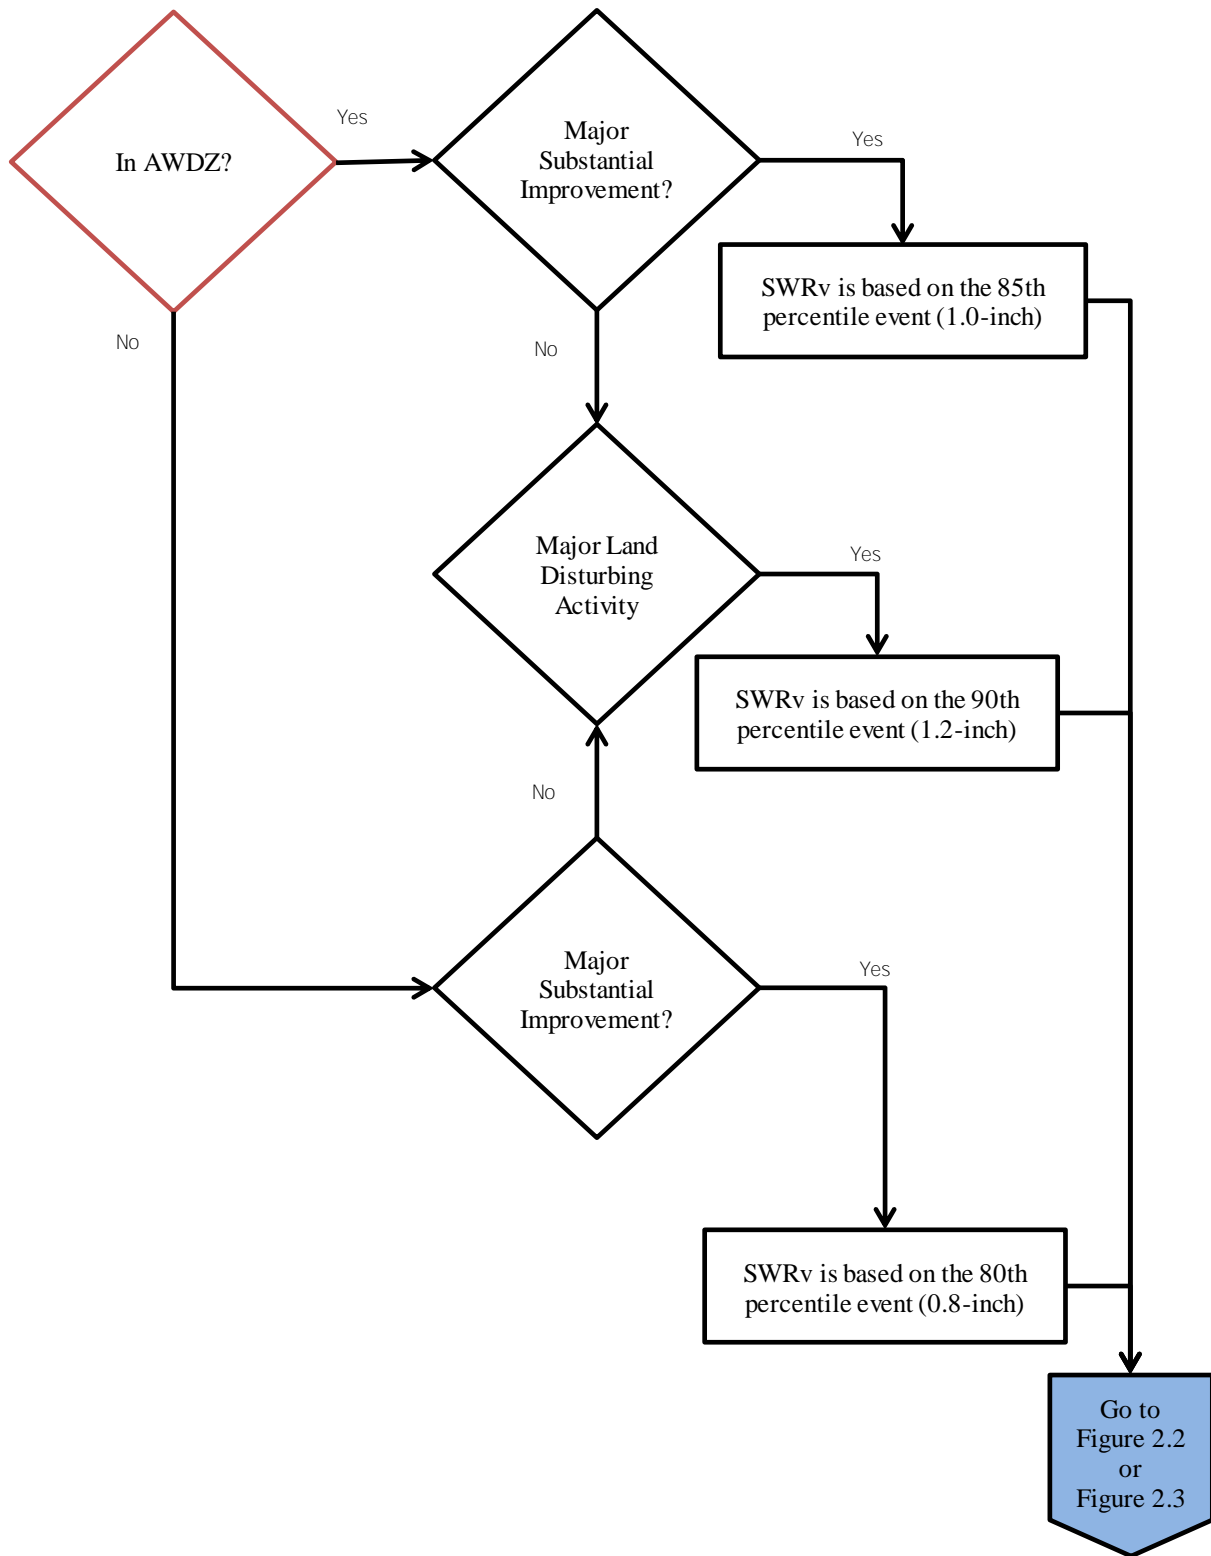 In AWDZ?
Yes
Major
Substantial
Improvement?
Yes
SWRv is based on the 85th
percentile event (1.0-inch)
No
No
Major Land
Disturbing
Activity
Yes
SWRv is based on the 90th
percentile event (1.2-inch)
No
Major
Substantial
Improvement?
Yes
SWRv is based on the 80th
percentile event (0.8-inch)
Go to
Figure 2.2
or
Figure 2.3